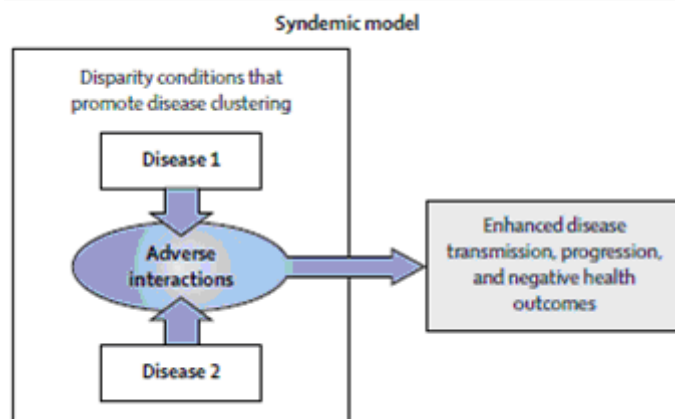 Syndemic model
Disparity conditions that
promote disease clustering
Disease 1
Adverse
interactions
Disease 2
Enhanced disease
transmission, progression,
and negative health
outcomes